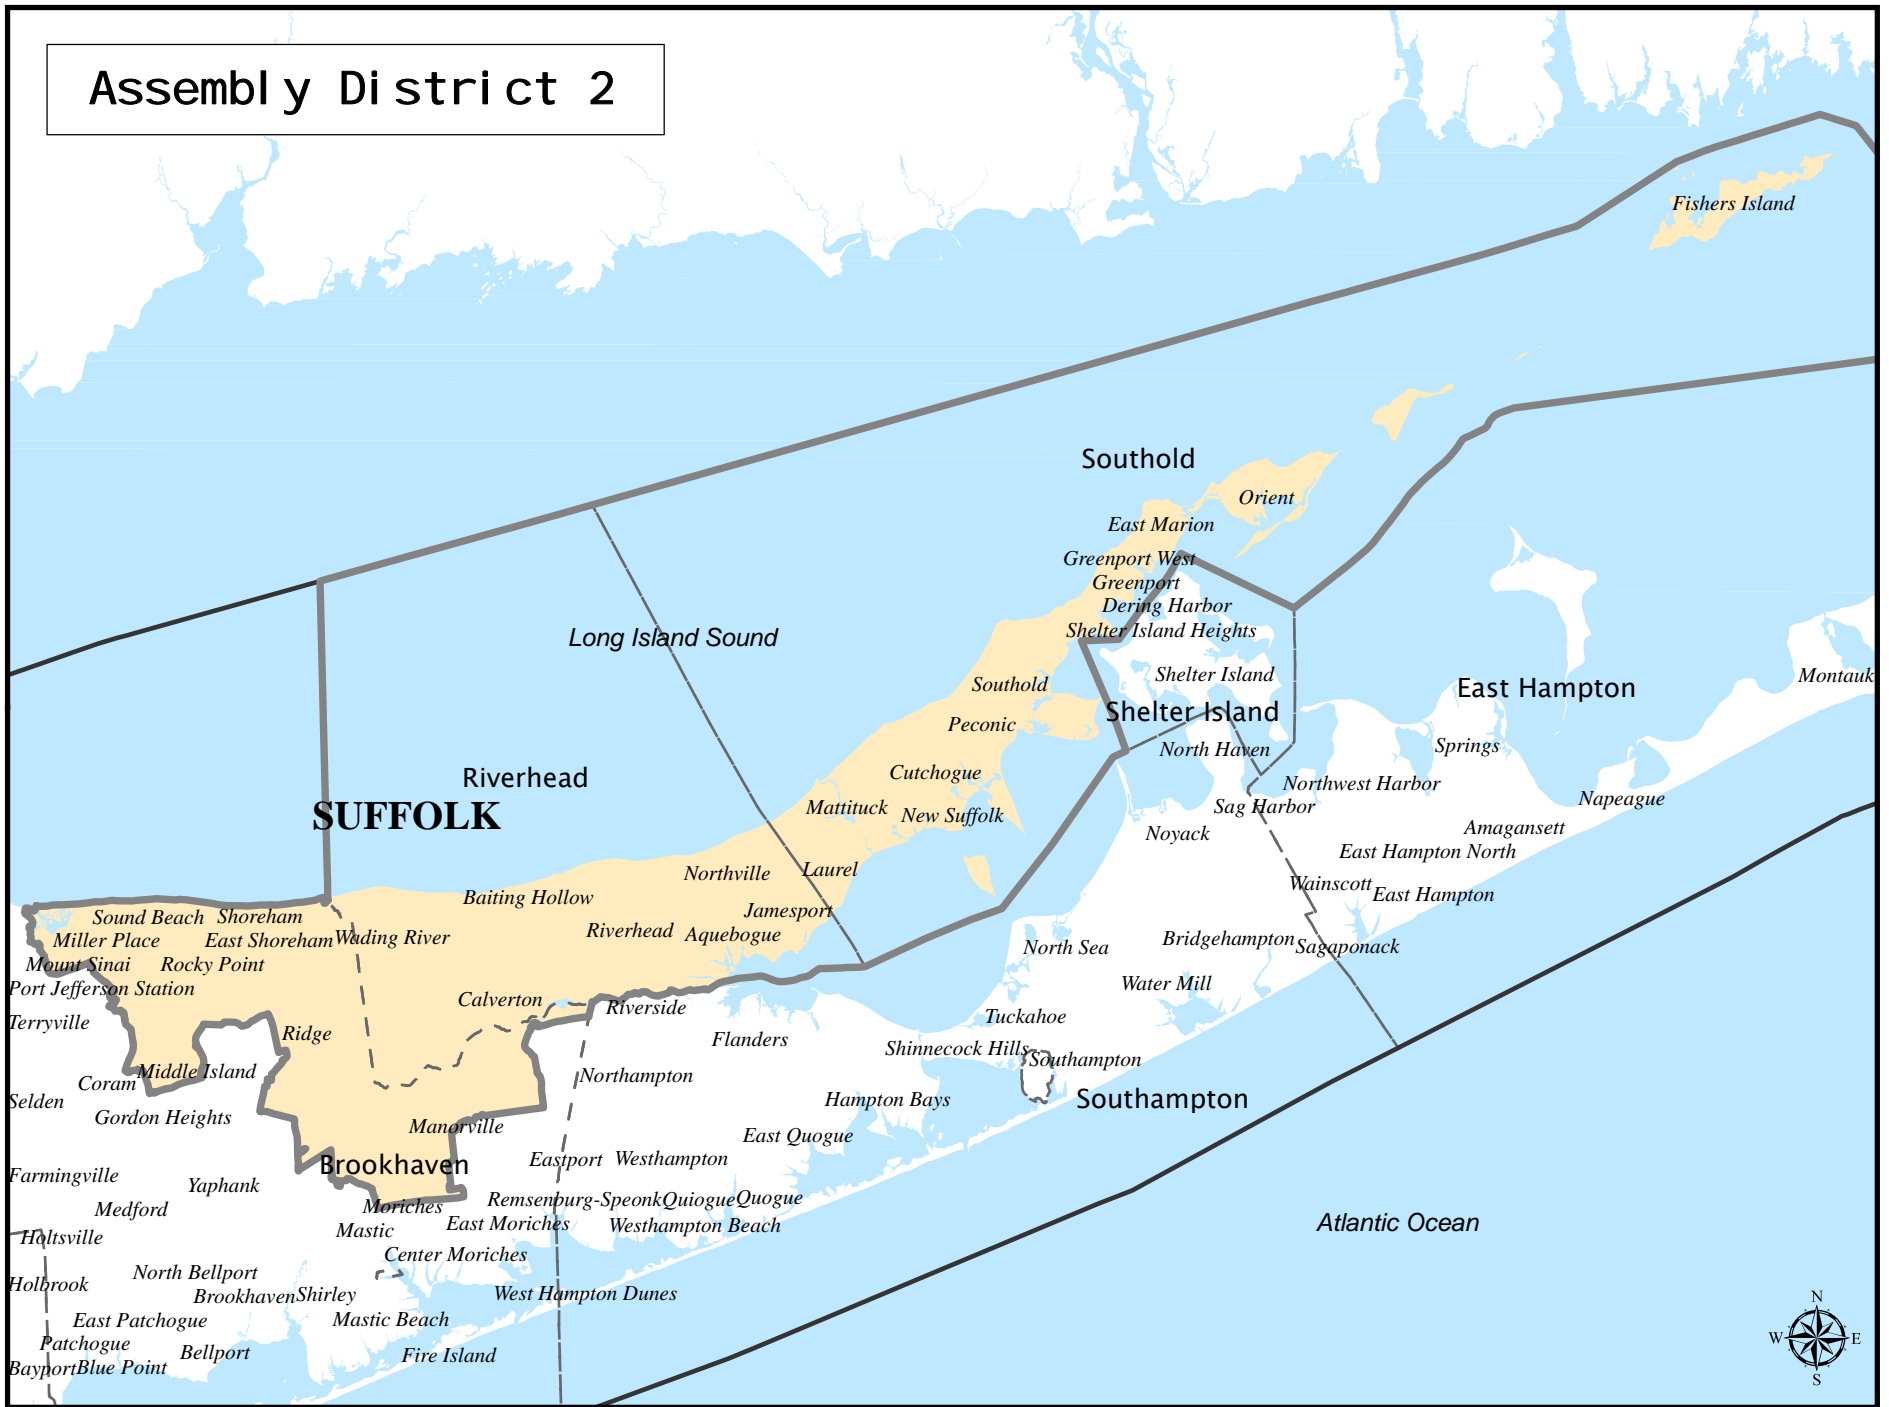 Assembly District 2
Fishers Island
Southold
Orient
East Marion
Greenport West
Greenport
Dering Harbor
Shelter Island Heights
Long Island Sound
Shelter Island
Southold
East Hampton
Montauk
Shelter Island
Peconic
North Haven
Springs
Riverhead
Cutchogue
Northwest Harbor
SUFFOLK
Mattituck
New Suffolk
Sag Harbor
Napeague
Noyack
Amagansett
East Hampton North
Northville
Laurel
Wainscott
East Hampton
Baiting Hollow
Jamesport
Sound Beach
Shoreham
Riverhead
Aquebogue
Miller Place
East Shoreham
Wading River
North Sea
Bridgehampton
Sagaponack
Mount Sinai
Rocky Point
Port Jefferson Station
Calverton
Riverside
Water Mill
Terryville
Ridge
Flanders
Tuckahoe
Shinnecock Hills
Southampton
Middle Island
Coram
Northampton
Selden
Gordon Heights
Hampton Bays
Southampton
Manorville
East Quogue
Brookhaven
Eastport
Westhampton
Farmingville
Yaphank
Medford
Moriches
Remsenburg-Speonk
Quiogue
Quogue
Mastic
East Moriches
Westhampton Beach
Atlantic Ocean
Holtsville
Center Moriches
Holbrook
North Bellport
Brookhaven
Shirley
West Hampton Dunes
East Patchogue
Mastic Beach
Patchogue
Bellport
Fire Island
Bayport
Blue Point
N
W
E
S